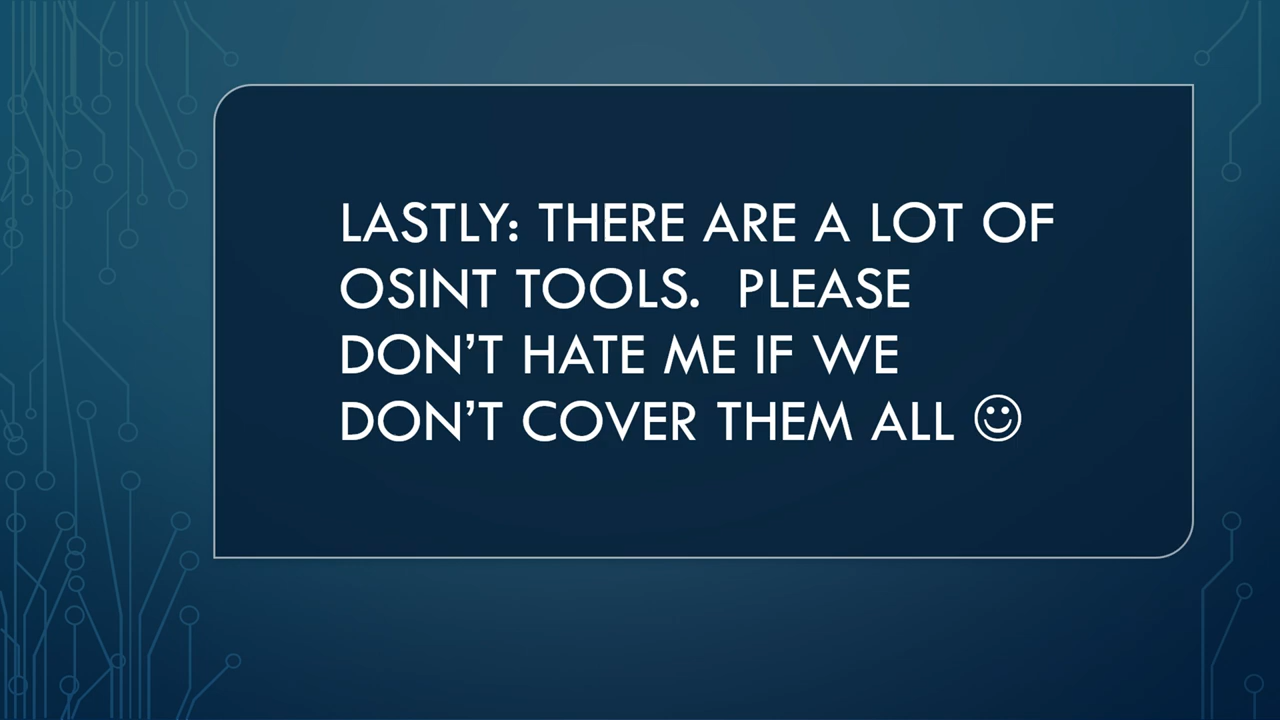 LASTLY: THERE ARE A LOT OF
OSINT TOOLS.  PLEASE
DON’T HATE ME IF WE
DON’T COVER THEM ALL ☺